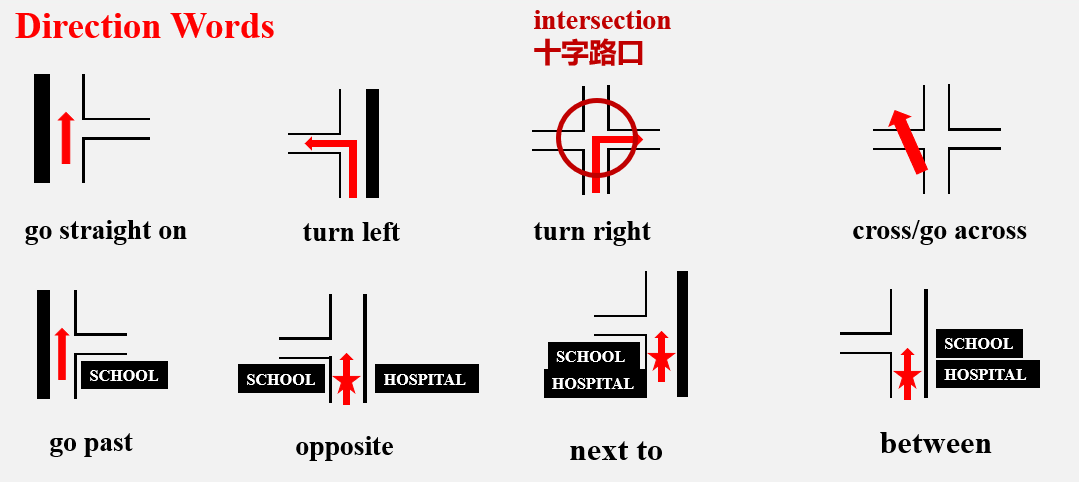 Direction Words
intersection
十字路口
go straight on
turn left
turn right
cross/go across
SCHOOL
go past
SCHOOL
HOSPITAL
opposite
SCHOOL
HOSPITAL
next to
SCHOOL
HOSPITAL
between